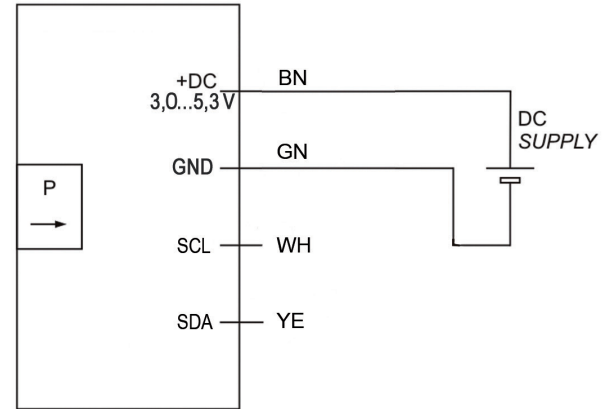 +DC
3,0...5,3 V
BN
DC
SUPPLY
GND
GN
P
SCL
WH
SDA
YE